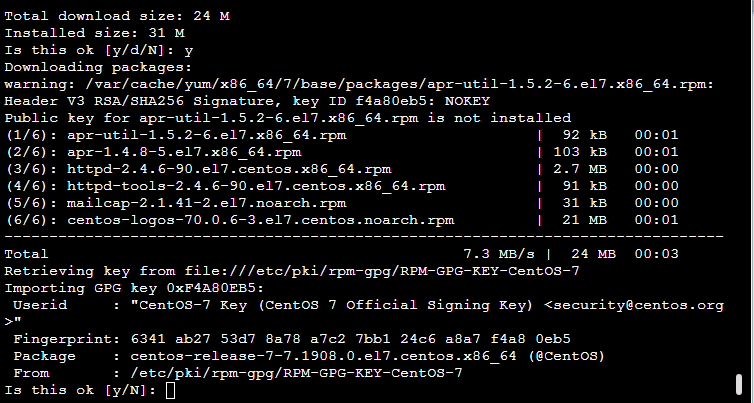 Total download size: 24 M
Installed size: 31 M
Is this ok [y/d/N]: y
Downloading packages:
warning: /var/cache/yum/x86_64/7/base/packages/apr-util-1.5.2-6.el7.x86_64.rpm:
Header V3 RSA/SHA256 Signature, key ID f4a80eb5: NOKEY
Public key for apr-util-1.5.2-6.el7.x86_64.rpm is not installed
(1/6): apr-util-1.5.2-6.el7.x86_64.rpm                     |  92 kB   00:01
(2/6): apr-1.4.8-5.el7.x86_64.rpm                          | 103 kB   00:01
(3/6): httpd-2.4.6-90.el7.centos.x86_64.rpm                | 2.7 MB   00:00
(4/6): httpd-tools-2.4.6-90.el7.centos.x86_64.rpm          |  91 kB   00:00
(5/6): mailcap-2.1.41-2.el7.noarch.rpm                     |  31 kB   00:00
(6/6): centos-logos-70.0.6-3.el7.centos.noarch.rpm         |  21 MB   00:01
--------------------------------------------------------------------------------
Total                                              7.3 MB/s |  24 MB  00:03
Retrieving key from file:///etc/pki/rpm-gpg/RPM-GPG-KEY-CentOS-7
Importing GPG key 0xF4A80EB5:
 Userid     : "CentOS-7 Key (CentOS 7 Official Signing Key) <security@centos.org
>"
 Fingerprint: 6341 ab27 53d7 8a78 a7c2 7bb1 24c6 a8a7 f4a8 0eb5
 Package    : centos-release-7-7.1908.0.el7.centos.x86_64 (@CentOS)
 From       : /etc/pki/rpm-gpg/RPM-GPG-KEY-CentOS-7
Is this ok [y/N]: